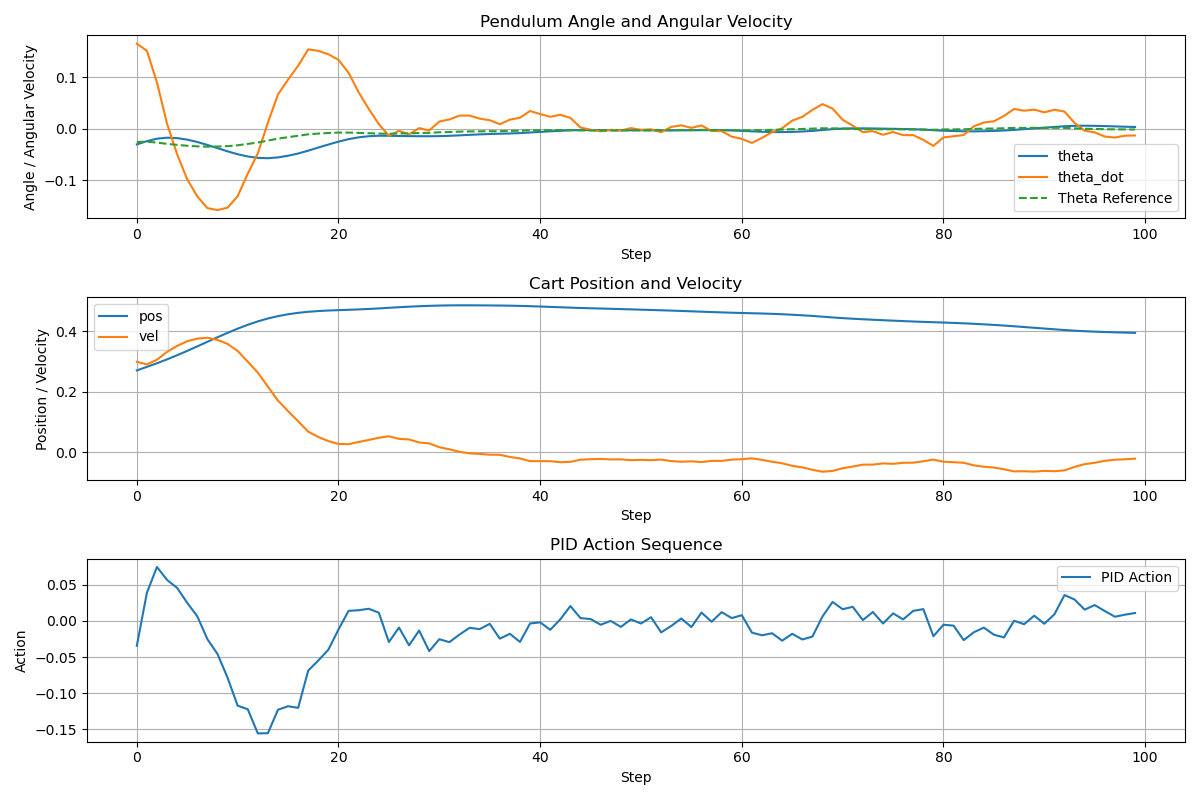 Pendulum Angle and Angular Velocity
Angle / Angular Velocity
0.1
0.0
−0.1
theta
theta_dot
Theta Reference
0 20 40 60 80 100
Step
Cart Position and Velocity
Position / Velocity
0.4
0.2
0.0
pos
vel
0 20 40 60 80 100
Step
PID Action Sequence
Action
0.05
0.00
−0.05
−0.10
−0.15
PID Action
0 20 40 60 80 100
Step